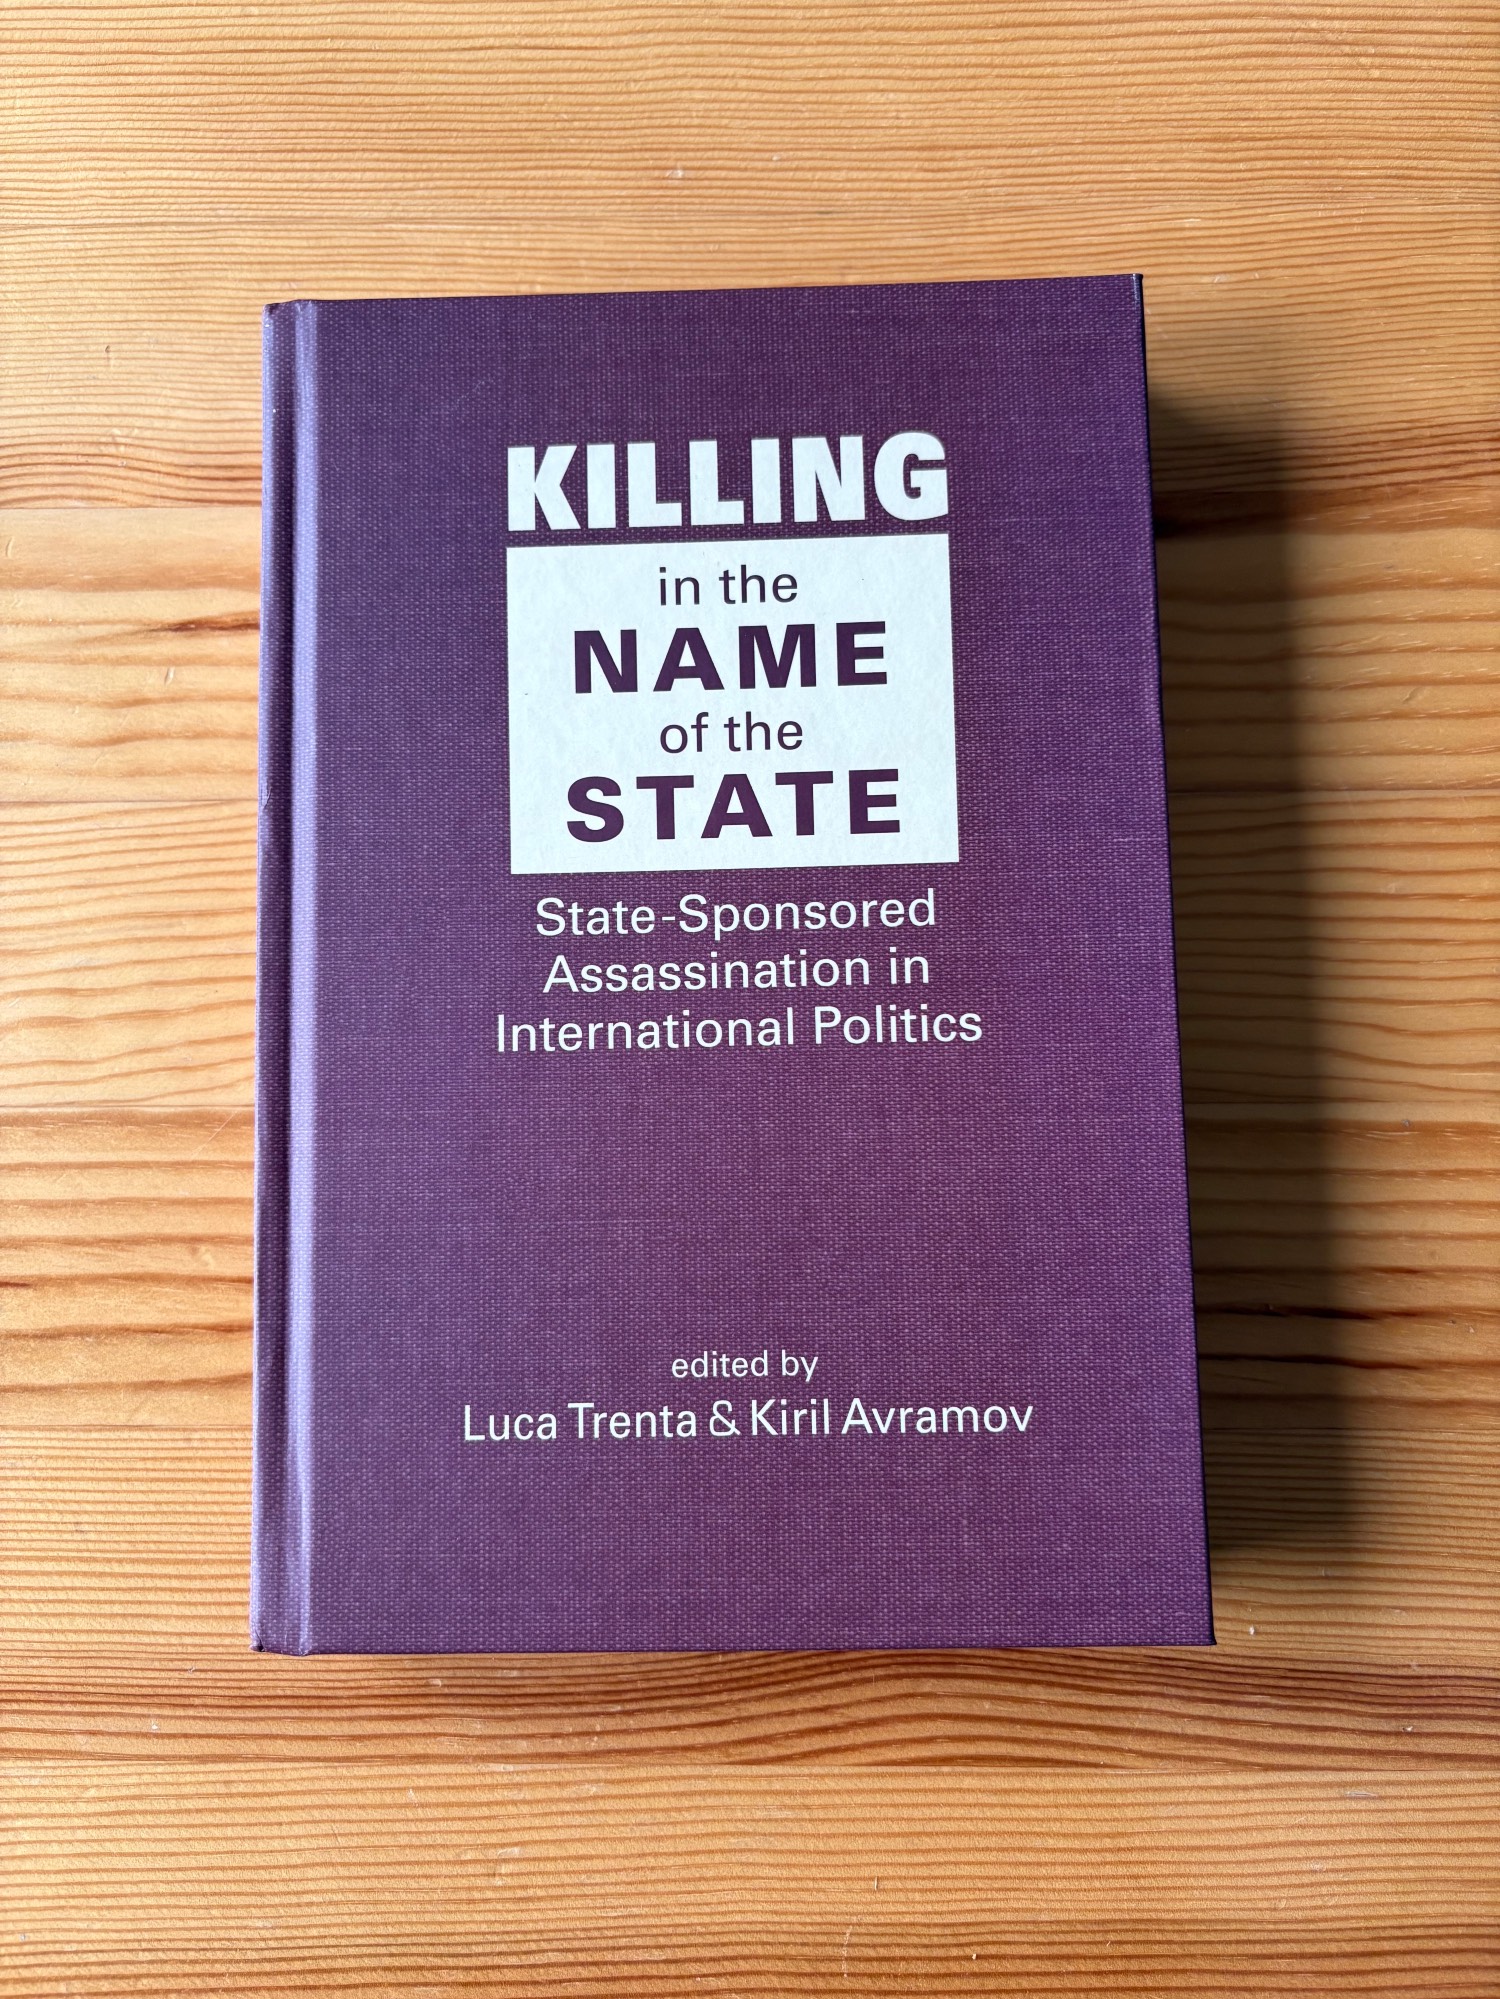 KILLING
in the
NAME
of the
STATE
State-Sponsored
Assassination in
International Politics
edited by
Luca Trenta & Kiril Avramov